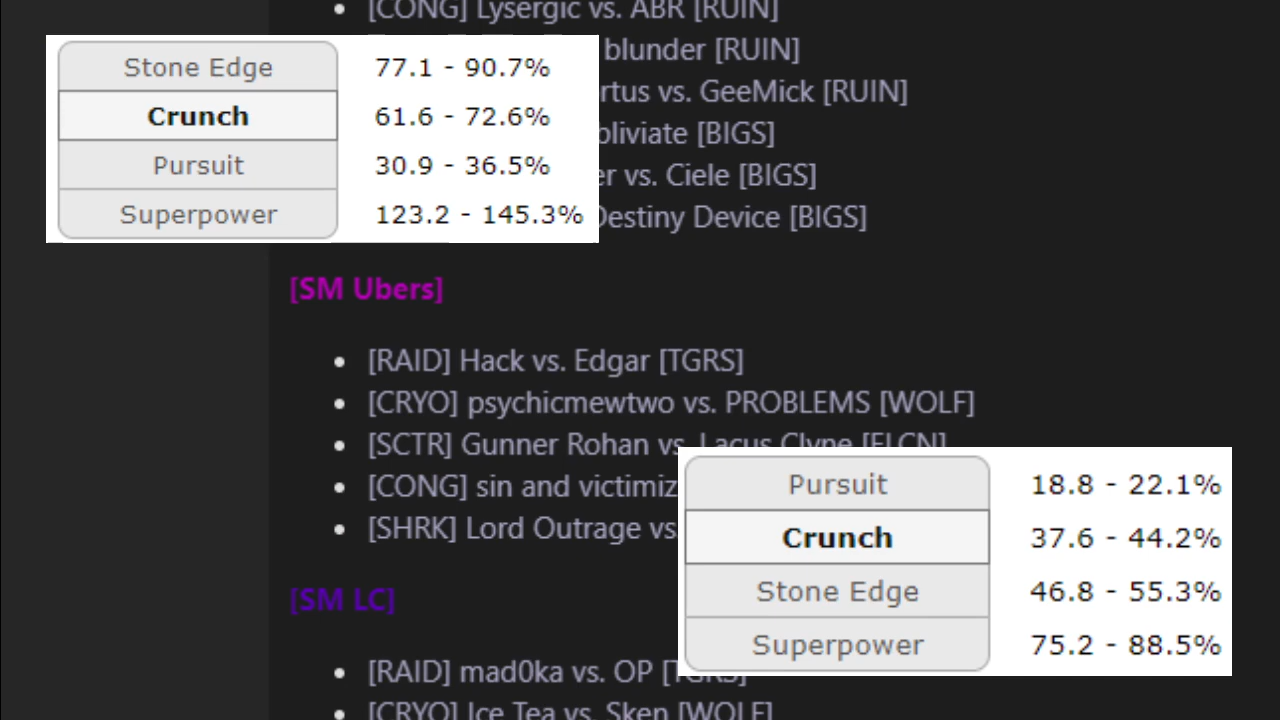 [CONG] Lysergic vs. ABR [RUIN]
blunder [RUIN]
vs. GeeMick [RUIN]
[BIGS]
vs. Ciele [BIGS]
Destiny Device [BIGS]
Stone Edge 77.1 - 90.7%
Crunch 61.6 - 72.6%
Pursuit 30.9 - 36.5%
Superpower 123.2 - 145.3%
[SM Ubers]
[RAID] Hack vs. Edgar [TGRS]
[CRYO] psychicmewtwo vs. PROBLEMS [WOLF]
[SCTR] Gunner Rohan vs. Lacus Clyne [FLCN]
[CONG] sin and
[SHRK] Lord Outrage vs.
Pursuit 18.8 - 22.1%
Crunch 37.6 - 44.2%
Stone Edge 46.8 - 55.3%
Superpower 75.2 - 88.5%
[SM LC]
[RAID] mad0ka vs. OP [TGRS]
[CRYO] Ice Tea vs. Sken [WOLF]